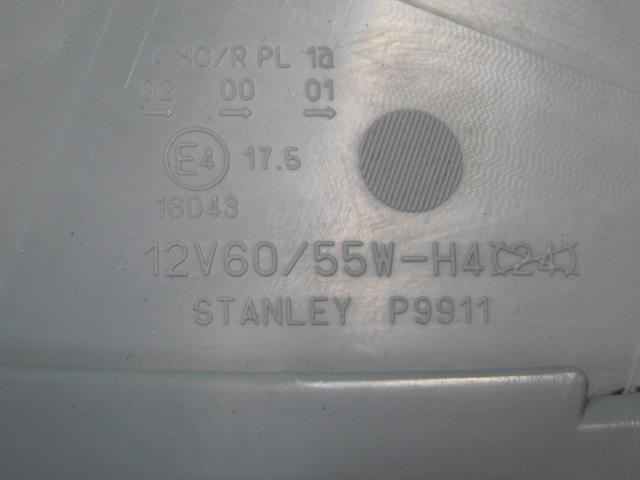 A HC/R PL 1a
02 00 01
→ → →
E4 17.5
16043
12V60/55W-H4
STANLEY P9911